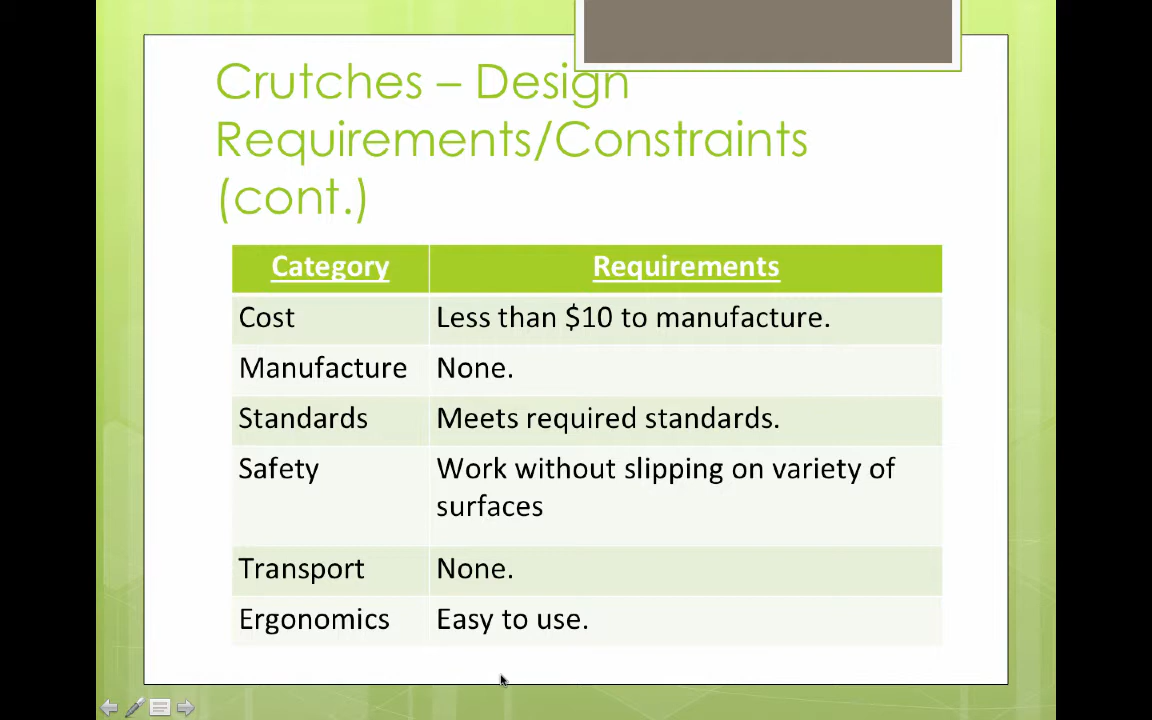 Crutches – Design
Requirements/Constraints
(cont.)
Category Requirements
Cost Less than $10 to manufacture.
Manufacture None.
Standards Meets required standards.
Safety Work without slipping on variety of
surfaces
Transport None.
Ergonomics Easy to use.